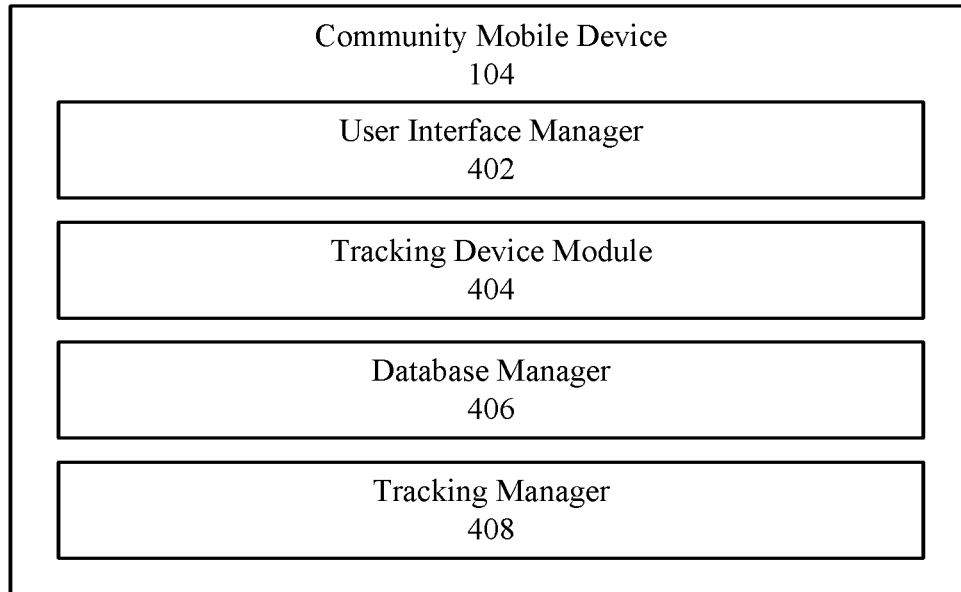 Community Mobile Device
104
User Interface Manager
402
Tracking Device Module
404
Database Manager
406
Tracking Manager
408